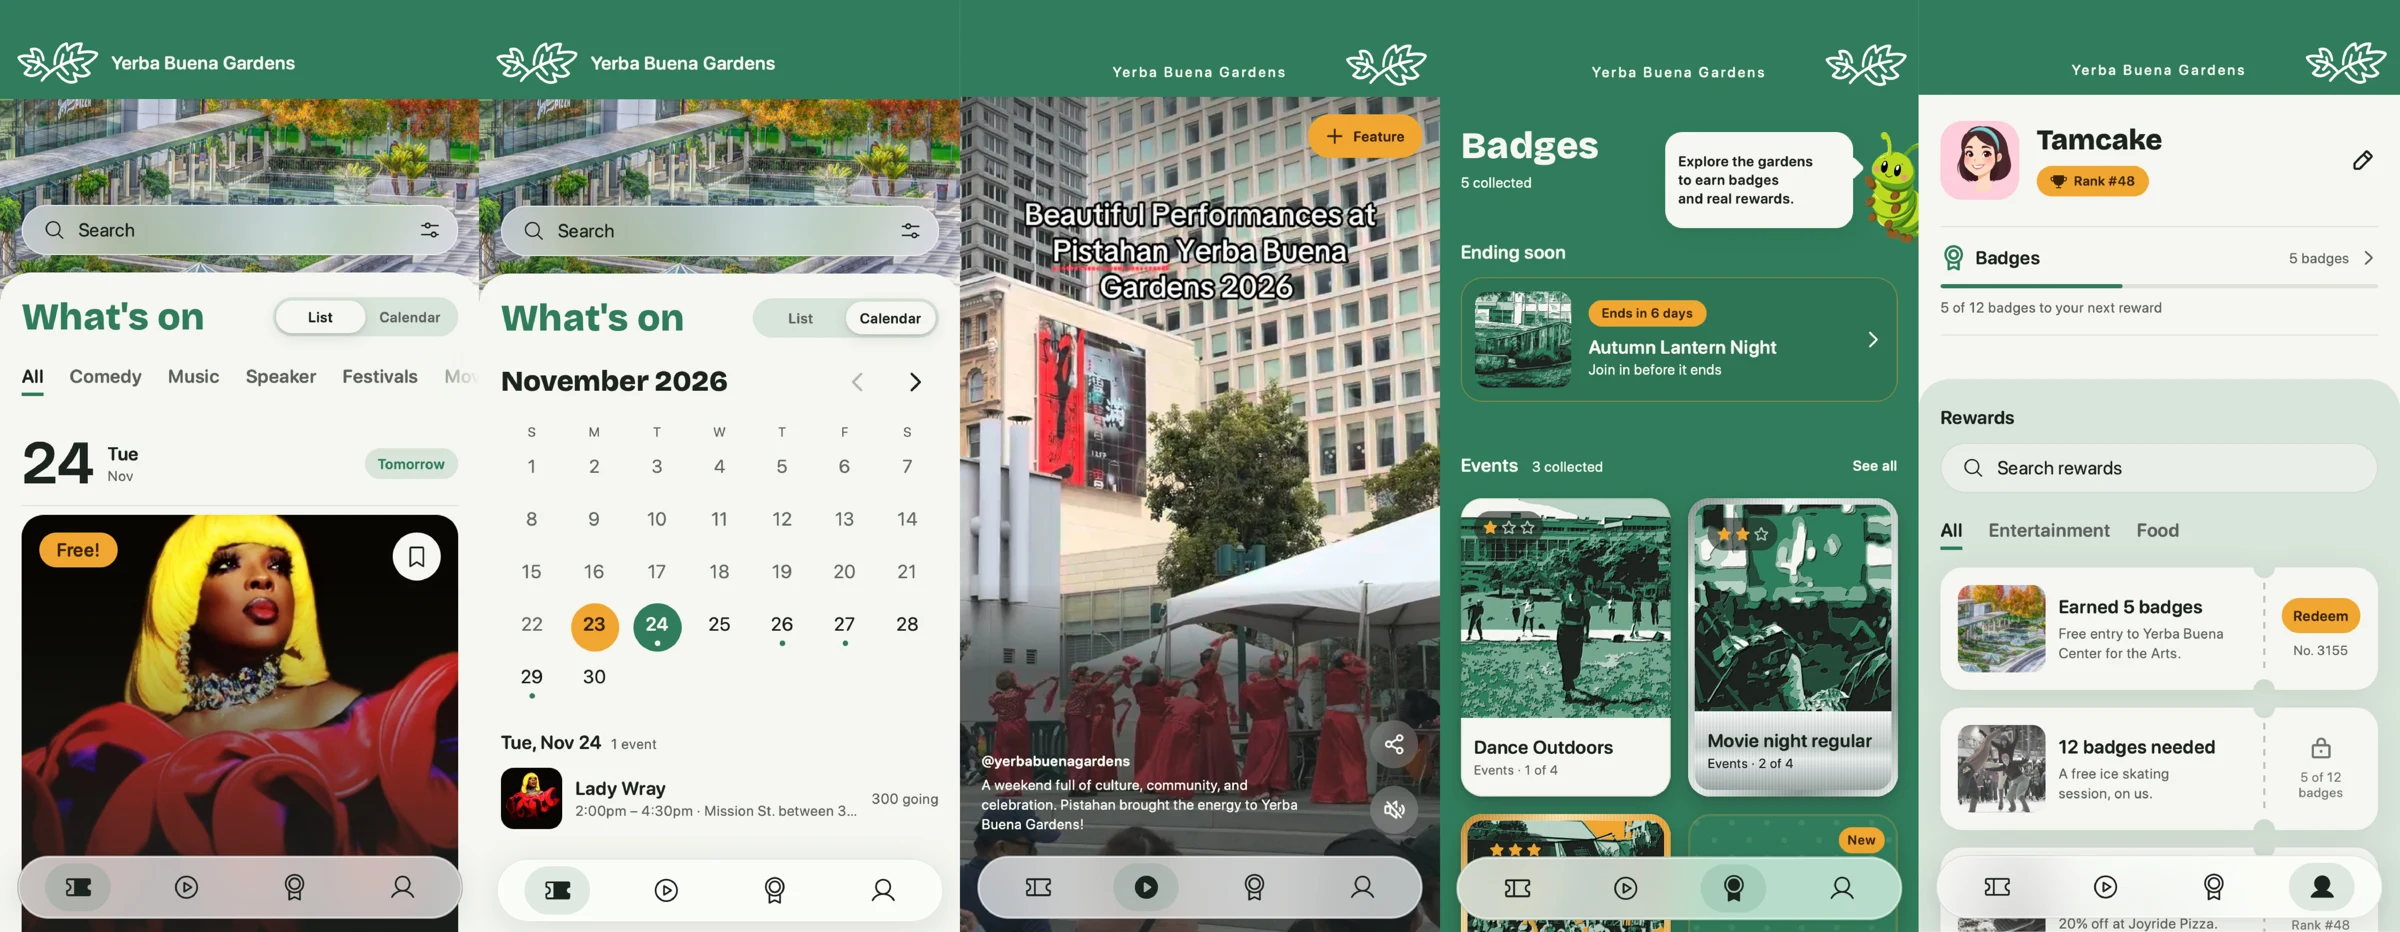 Yerba Buena Gardens
Search
What's on
List
Calendar
All
Comedy
Music
Speaker
Festivals
24
Tue
Nov
Tomorrow
Free!
Yerba Buena Gardens
Search
What's on
List
Calendar
November 2026
S M T W T F S
1 2 3 4 5 6 7
8 9 10 11 12 13 14
15 16 17 18 19 20 21
22 23 24 25 26 27 28
29 30
Tue, Nov 24 1 event
Lady Wray
2:00pm – 4:30pm · Mission St. between 3...
300 going
Yerba Buena Gardens
+ Feature
Beautiful Performances at
Pistahan Yerba Buena
Gardens 2026
@yerbabuenagardens
A weekend full of culture, community, and
celebration. Pistahan brought the energy to Yerba
Buena Gardens!
Yerba Buena Gardens
Badges
5 collected
Explore the gardens
to earn badges
and real rewards.
Ending soon
Ends in 6 days
Autumn Lantern Night
Join in before it ends
Events 3 collected
See all
Dance Outdoors
Events · 1 of 4
Movie night regular
Events · 2 of 4
New
Yerba Buena Gardens
Tamcake
Rank #48
Badges
5 badges
5 of 12 badges to your next reward
Rewards
Search rewards
All
Entertainment
Food
Earned 5 badges
Free entry to Yerba Buena
Center for the Arts.
Redeem
No. 3155
12 badges needed
A free ice skating
session, on us.
5 of 12
badges
20% off at Joyride Pizza.
Rank #48